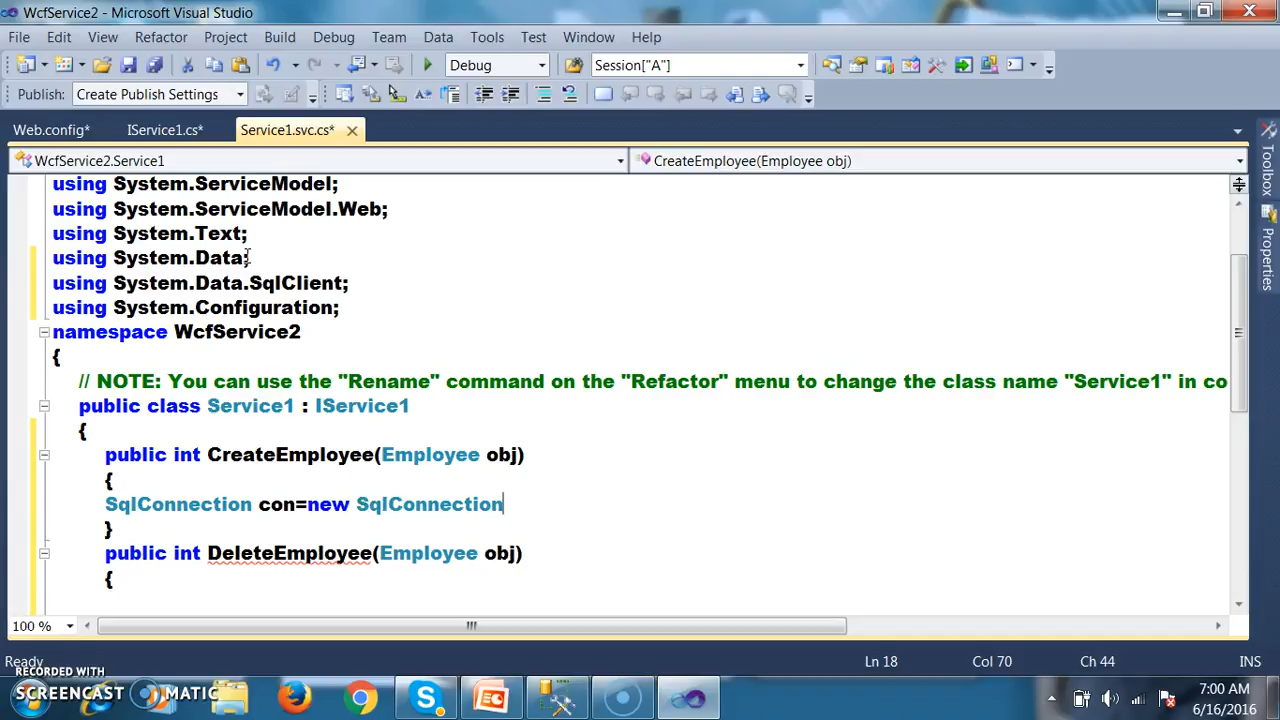 WcfService2 - Microsoft Visual Studio
File Edit View Refactor Project Build Debug Team Data Tools Test Window Help
Debug Session["A"]
Publish: Create Publish Settings
Web.config* IService1.cs* Service1.svc.cs*
WcfService2.Service1 CreateEmployee(Employee obj)
using System.ServiceModel;
using System.ServiceModel.Web;
using System.Text;
using System.Data;
using System.Data.SqlClient;
using System.Configuration;
namespace WcfService2
{
// NOTE: You can use the "Rename" command on the "Refactor" menu to change the class name "Service1" in co
public class Service1 : IService1
{
public int CreateEmployee(Employee obj)
{
SqlConnection con=new SqlConnection
}
public int DeleteEmployee(Employee obj)
{
100 %
Toolbox
Properties
Ready Ln 18 Col 70 Ch 44 INS
RECORDED WITH
SCREENCAST MATIC
7:00 AM
6/16/2016